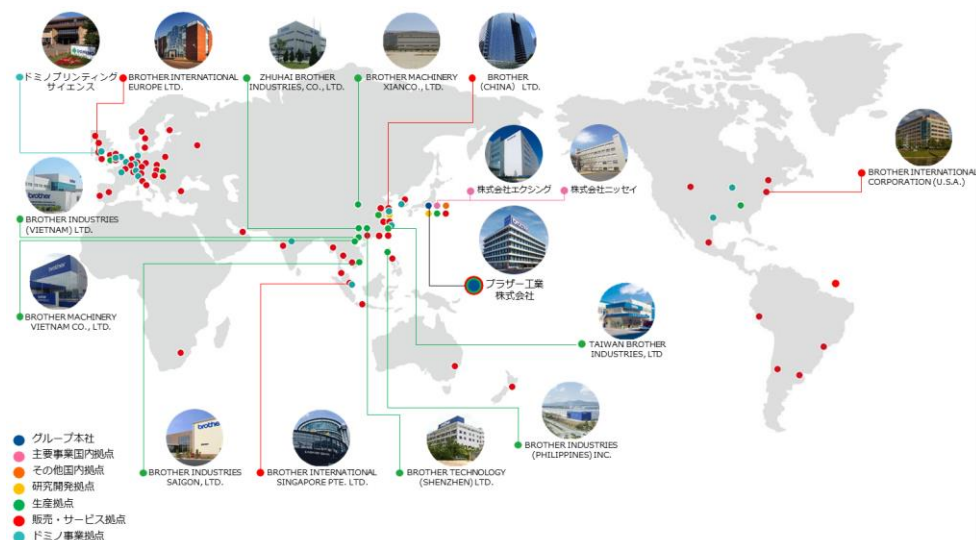 ドミノプリンティング
サイエンス
BROTHER INTERNATIONAL
EUROPE LTD.
ZHUHAI BROTHER
INDUSTRIES, CO., LTD.
BROTHER MACHINERY
XIANCO., LTD.
BROTHER
(CHINA) LTD.
株式会社エクシング
株式会社ニッセイ
BROTHER INTERNATIONAL
CORPORATION (U.S.A.)
BROTHER INDUSTRIES
(VIETNAM) LTD.
ブラザー工業
株式会社
BROTHER MACHINERY
VIETNAM CO., LTD.
TAIWAN BROTHER
INDUSTRIES, LTD
BROTHER INDUSTRIES
SAIGON, LTD.
brother
BROTHER INTERNATIONAL
SINGAPORE PTE. LTD.
BROTHER TECHNOLOGY
(SHENZHEN) LTD.
BROTHER INDUSTRIES
(PHILIPPINES) INC.
グループ本社
主要事業国内拠点
その他国内拠点
研究開発拠点
生産拠点
販売・サービス拠点
ドミノ事業拠点